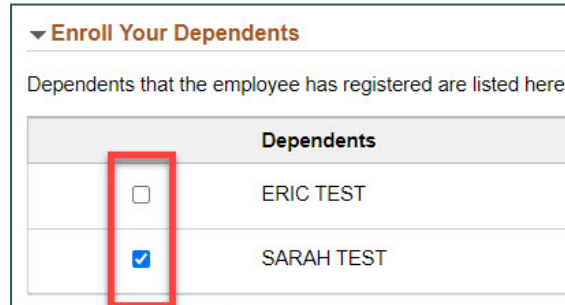 Enroll Your Dependents
Dependents that the employee has registered are listed here
Dependents
ERIC TEST
SARAH TEST